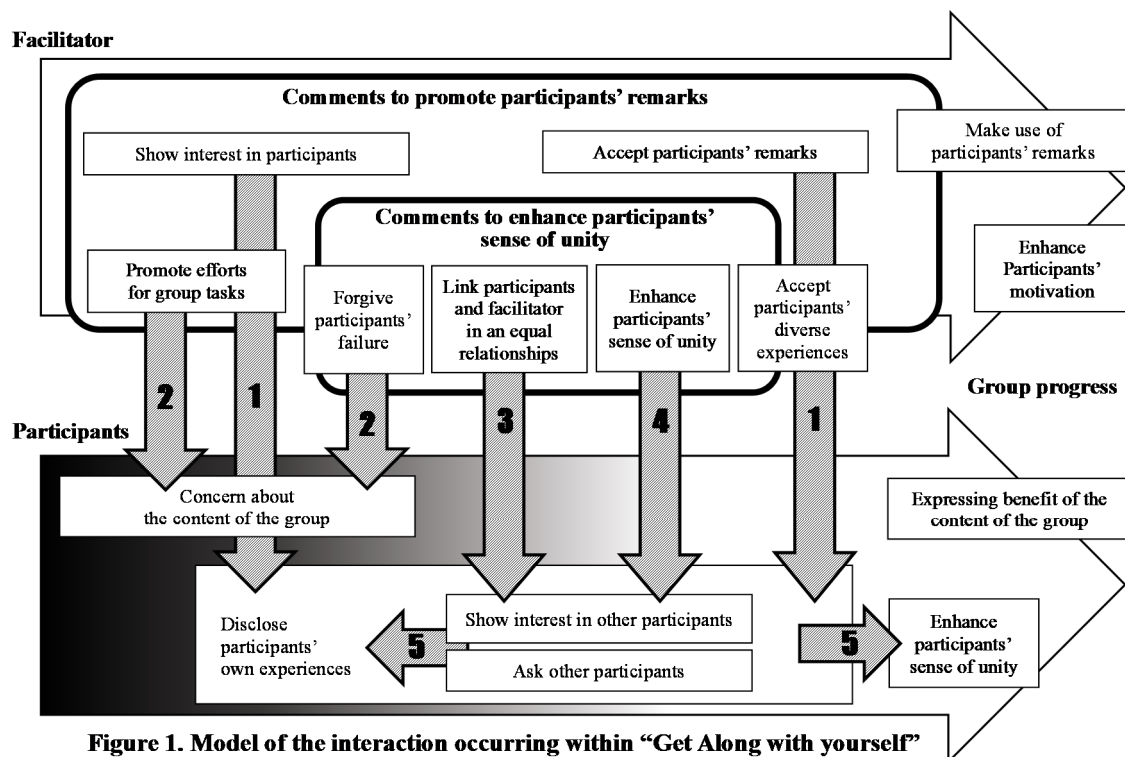 Facilitator
Comments to promote participants' remarks
Show interest in participants
Accept participants' remarks
Make use of
participants' remarks
Comments to enhance participants'
sense of unity
Promote efforts
for group tasks
Forgive
participants'
failure
Link participants
and facilitator
in an equal
relationships
Enhance
participants'
sense of unity
Accept
participants'
diverse
experiences
Enhance
Participants'
motivation
Group progress
2
1
2
3
4
1
Participants
Concern about
the content of the group
Expressing benefit of the
content of the group
Disclose
participants'
own experiences
5
Show interest in other participants
Ask other participants
5
Enhance
participants'
sense of unity
Figure 1. Model of the interaction occurring within “Get Along with yourself”